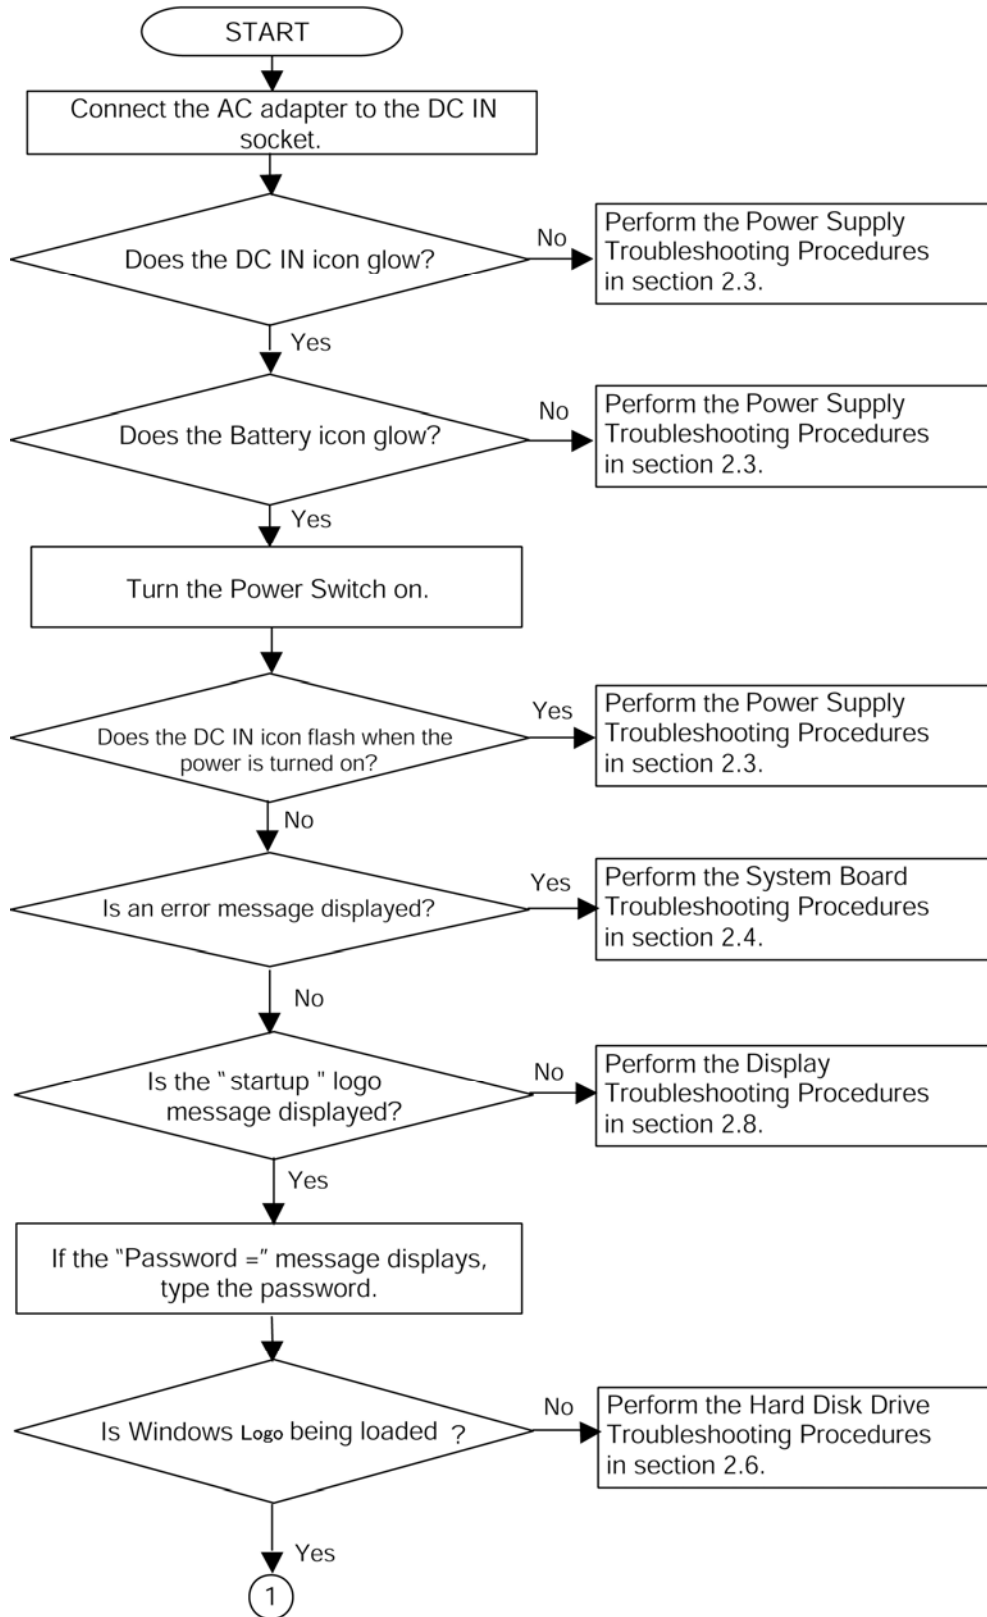 START
Connect the AC adapter to the DC IN
socket.
Does the DC IN icon glow?
No
Perform the Power Supply
Troubleshooting Procedures
in section 2.3.
Yes
Does the Battery icon glow?
No
Perform the Power Supply
Troubleshooting Procedures
in section 2.3.
Yes
Turn the Power Switch on.
Does the DC IN icon flash when the
power is turned on?
Yes
Perform the Power Supply
Troubleshooting Procedures
in section 2.3.
No
Is an error message displayed?
Yes
Perform the System Board
Troubleshooting Procedures
in section 2.4.
No
Is the "startup " logo
message displayed?
No
Perform the Display
Troubleshooting Procedures
in section 2.8.
Yes
If the "Password =" message displays,
type the password.
Is Windows Logo being loaded ?
No
Perform the Hard Disk Drive
Troubleshooting Procedures
in section 2.6.
Yes
1